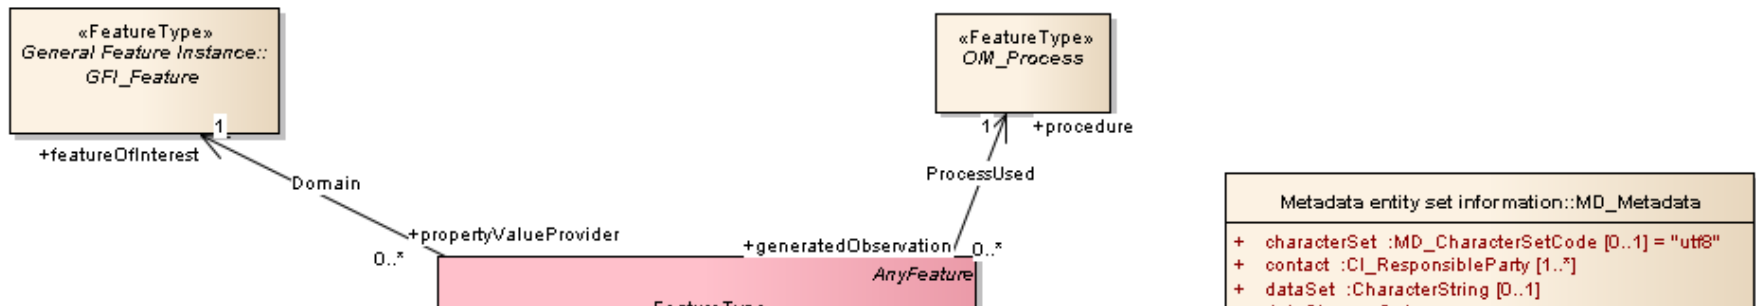 «FeatureType»
General Feature Instance::
GFI_Feature
1
+featureOfInterest
Domain
+propertyValueProvider
0..*
«FeatureType»
OM_Process
1
+procedure
ProcessUsed
+generatedObservation
0..*
AnyFeature
Metadata entity set information::MD_Metadata
+ characterSet :MD_CharacterSetCode [0..1] = "utf8"
+ contact :CI_ResponsibleParty [1..*]
+ dataSet :CharacterString [0..1]